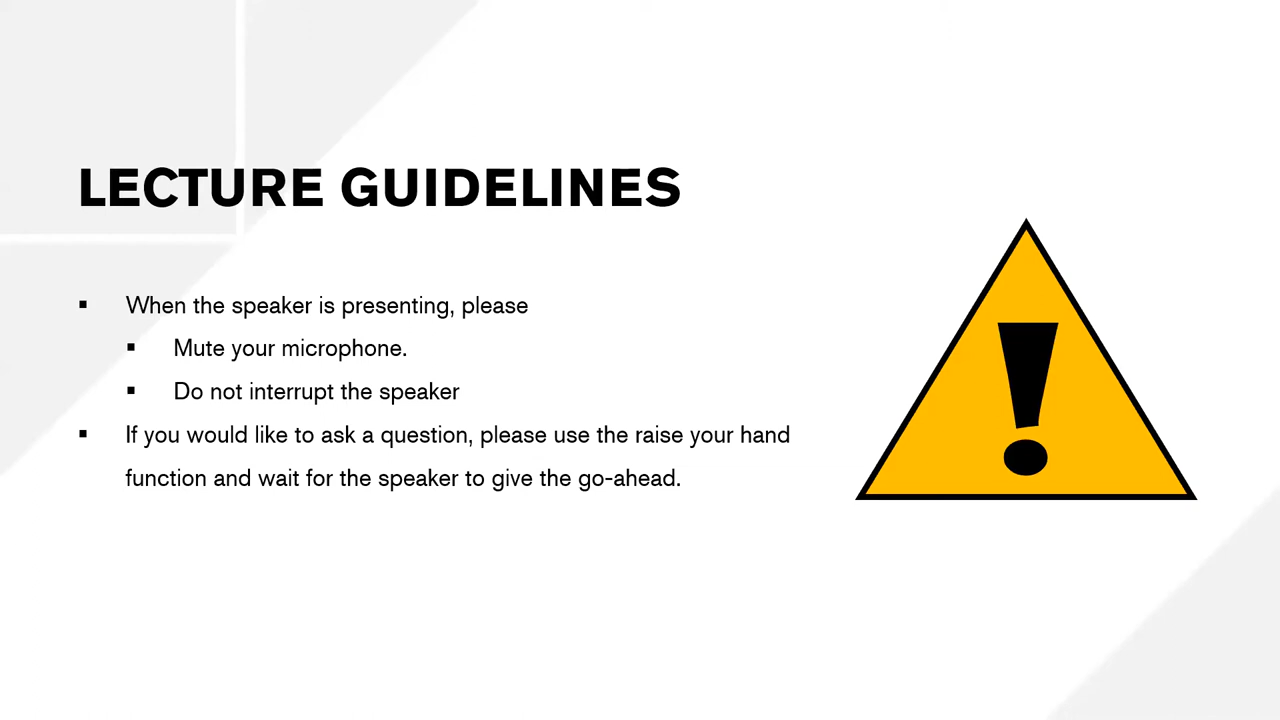 LECTURE GUIDELINES
▪ When the speaker is presenting, please
▪ Mute your microphone.
▪ Do not interrupt the speaker
▪ If you would like to ask a question, please use the raise your hand
function and wait for the speaker to give the go-ahead.